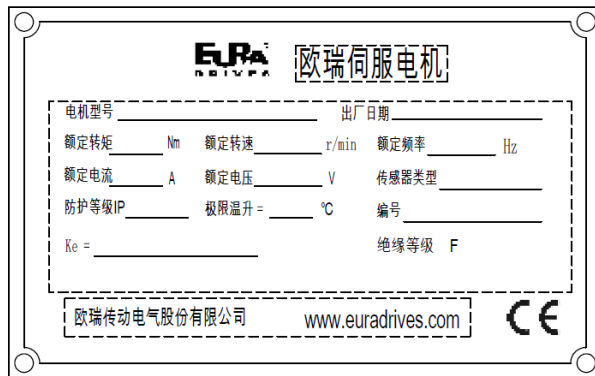 EURA DRIVES 欧瑞伺服电机
电机型号 出厂日期
额定转矩 Nm 额定转速 r/min 额定频率 Hz
额定电流 A 额定电压 V 传感器类型
防护等级IP 极限温升 = ℃ 编号
Ke = 绝缘等级 F
欧瑞传动电气股份有限公司 www.euradrives.com CE